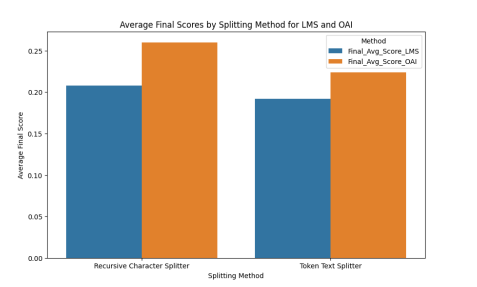 Average Final Scores by Splitting Method for LMS and OAI
Method
Final_Avg_Score_LMS
Final_Avg_Score_OAI
Average Final Score
0.25
0.20
0.15
0.10
0.05
0.00
Recursive Character Splitter
Token Text Splitter
Splitting Method